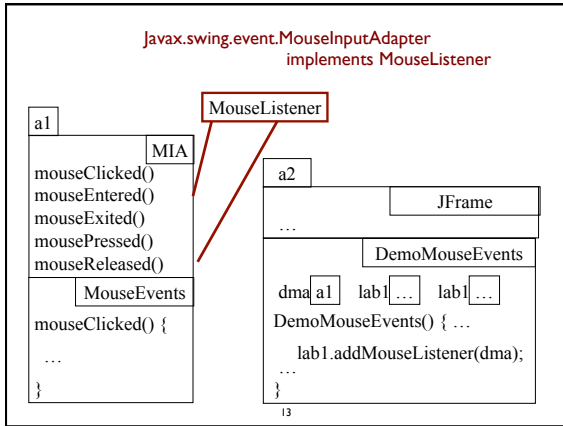 Javax.swing.event.MouseInputAdapter
implements MouseListener
MouseListener
a1
MIA
mouseClicked()
mouseEntered()
mouseExited()
mousePressed()
mouseReleased()
MouseEvents
mouseClicked() {
…
}
a2
JFrame
…
DemoMouseEvents
dma a1 lab1 … lab1 …
DemoMouseEvents() { …
lab1.addMouseListener(dma);
…
}
13